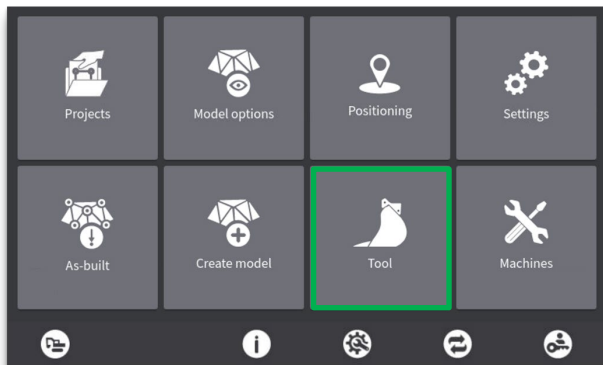 Projects
Model options
Positioning
Settings
As-built
Create model
Tool
Machines